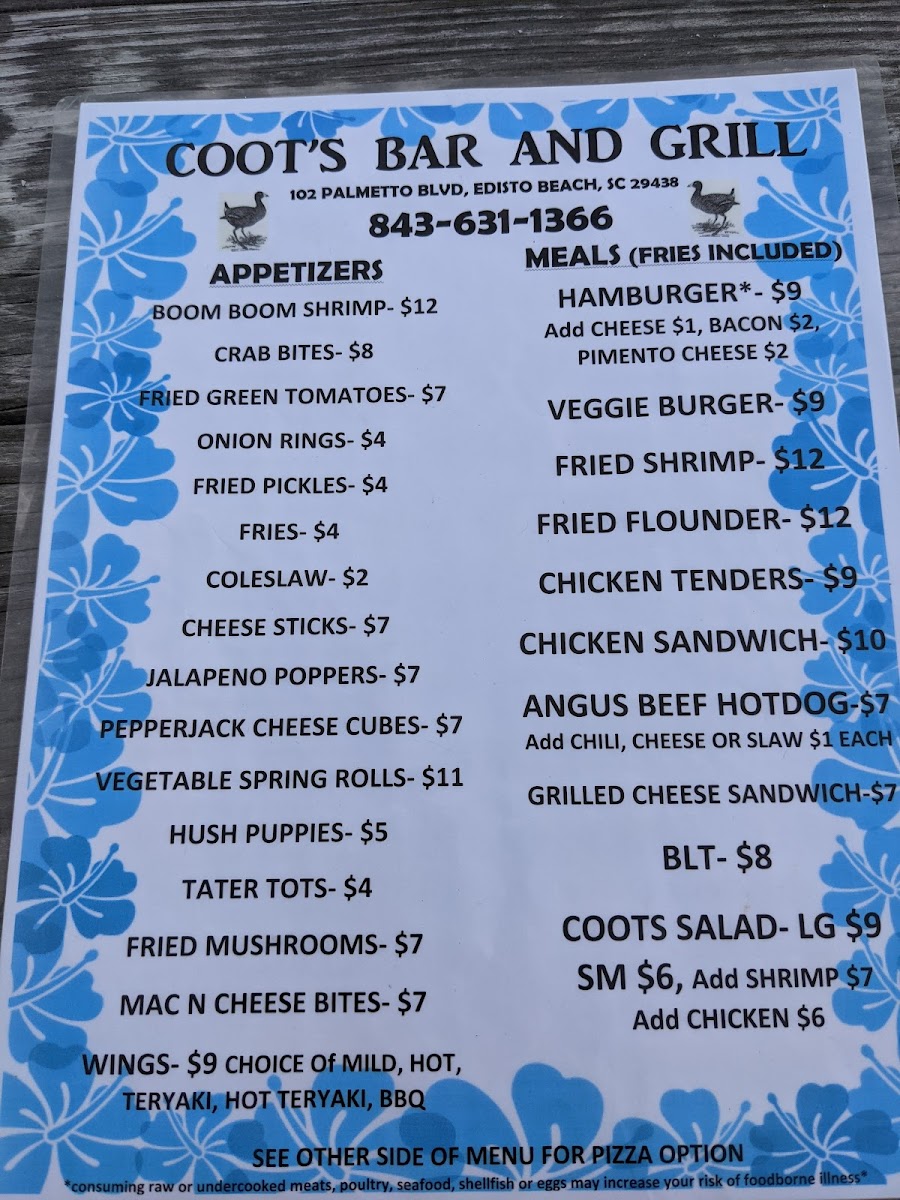 COOT'S BAR AND GRILL
102 PALMETTO BLVD, EDISTO BEACH, SC 29438
843-631-1366
APPETIZERS
BOOM BOOM SHRIMP- $12
CRAB BITES- $8
FRIED GREEN TOMATOES- $7
ONION RINGS- $4
FRIED PICKLES- $4
FRIES- $4
COLESLAW- $2
CHEESE STICKS- $7
JALAPENO POPPERS- $7
PEPPERJACK CHEESE CUBES- $7
VEGETABLE SPRING ROLLS- $11
HUSH PUPPIES- $5
TATER TOTS- $4
FRIED MUSHROOMS- $7
MAC N CHEESE BITES- $7
WINGS- $9 CHOICE Of MILD, HOT,
TERYAKI, HOT TERYAKI, BBQ
MEALS (FRIES INCLUDED)
HAMBURGER*- $9
Add CHEESE $1, BACON $2,
PIMENTO CHEESE $2
VEGGIE BURGER- $9
FRIED SHRIMP- $12
FRIED FLOUNDER- $12
CHICKEN TENDERS- $9
CHICKEN SANDWICH- $10
ANGUS BEEF HOTDOG-$7
Add CHILI, CHEESE OR SLAW $1 EACH
GRILLED CHEESE SANDWICH-$7
BLT- $8
COOTS SALAD- LG $9
SM $6, Add SHRIMP $7
Add CHICKEN $6
SEE OTHER SIDE OF MENU FOR PIZZA OPTION
*consuming raw or undercooked meats, poultry, seafood, shellfish or eggs may increase your risk of foodborne illness*